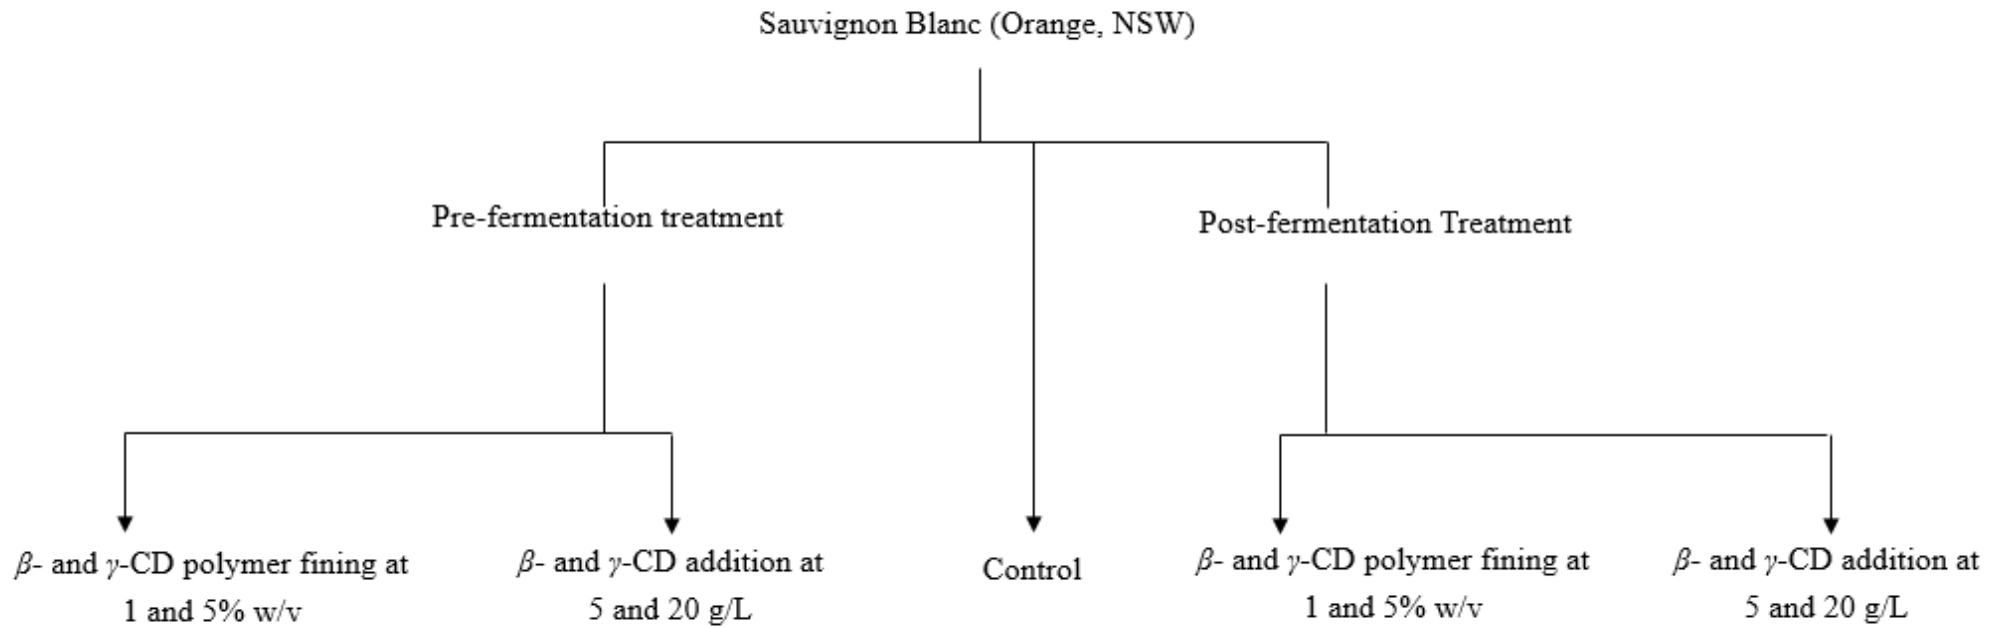 Sauvignon Blanc (Orange, NSW)
Pre-fermentation treatment
Post-fermentation Treatment
β- and γ-CD polymer fining at
1 and 5% w/v
β- and γ-CD addition at
5 and 20 g/L
Control
β- and γ-CD polymer fining at
1 and 5% w/v
β- and γ-CD addition at
5 and 20 g/L